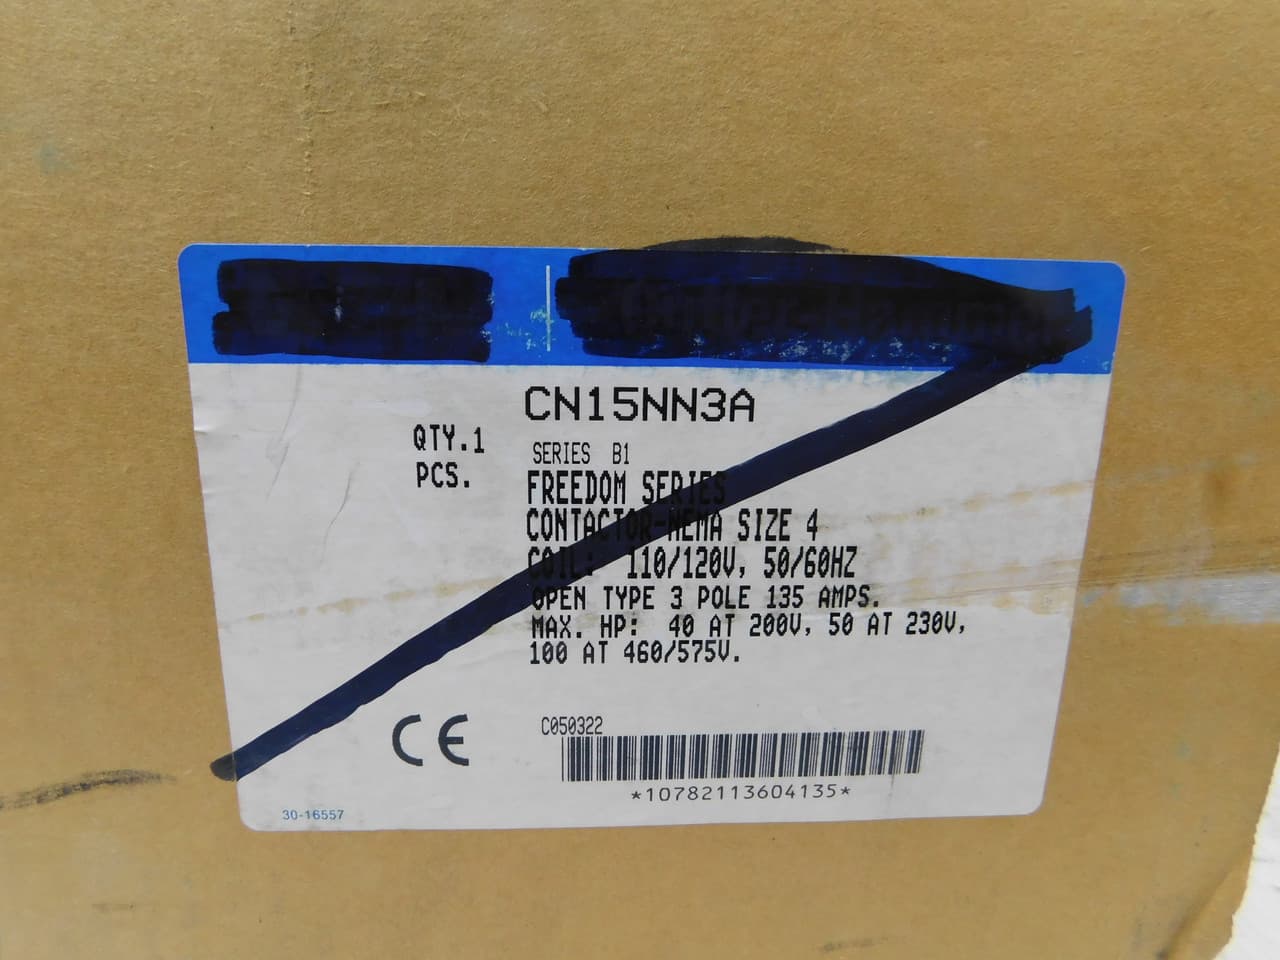 Cutler-Hammer
CN15NN3A
QTY.1
PCS.
SERIES B1
FREEDOM SERIES
CONTACTOR-NEMA SIZE 4
COIL: 110/120V, 50/60HZ
OPEN TYPE 3 POLE 135 AMPS.
MAX. HP: 40 AT 200V, 50 AT 230V,
100 AT 460/575V.
CE
C050322
*10782113604135*
30-16557